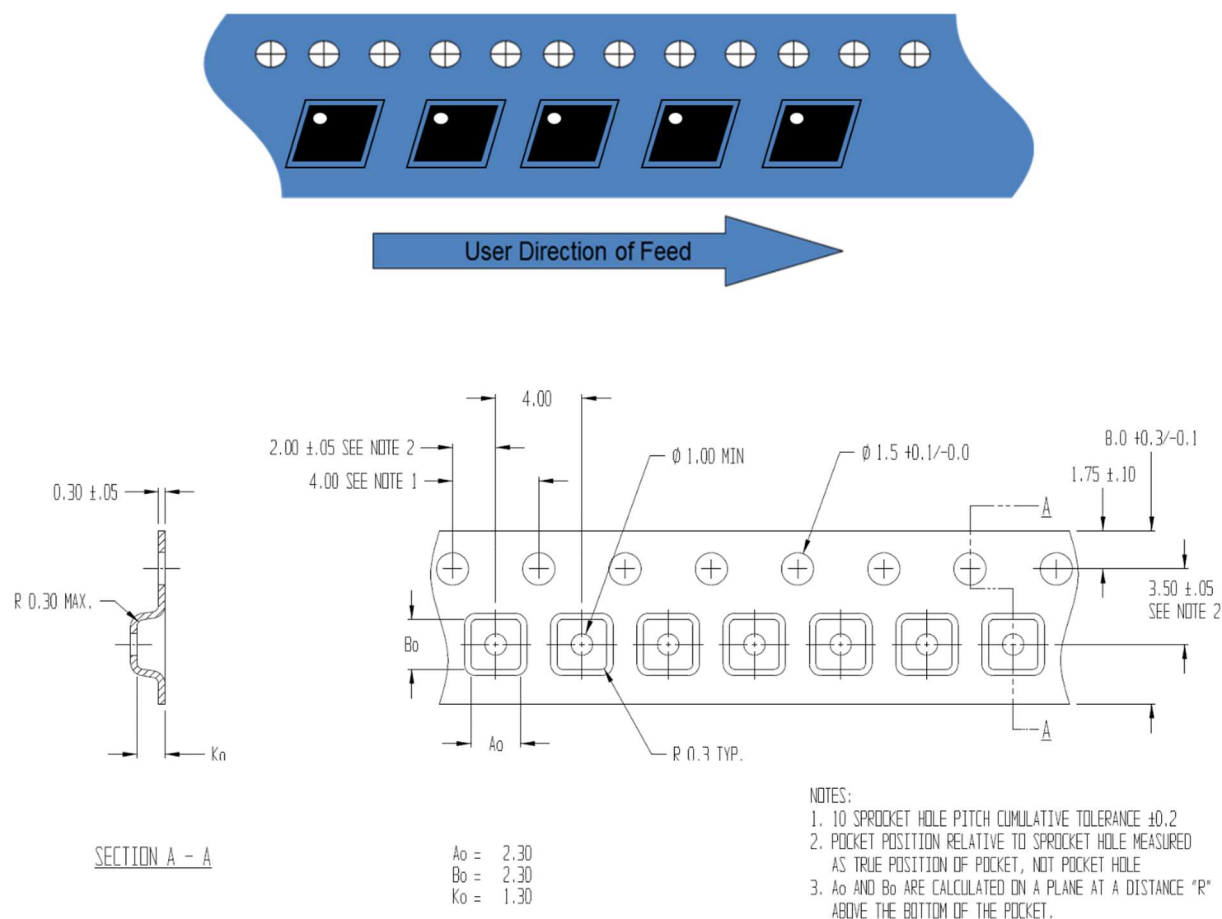 User Direction of Feed
4.00
2.00 ±.05 SEE NOTE 2
4.00 SEE NOTE 1
Ø 1.00 MIN
Ø 1.5 +0.1/-0.0
8.0 +0.3/-0.1
1.75 ±.10
0.30 ±.05
A
R 0.30 MAX.
3.50 ±.05
SEE NOTE 2
Bo
A
Ao
Ko
R 0.3 TYP.
SECTION A - A
Ao = 2.30
Bo = 2.30
Ko = 1.30
NOTES:
1. 10 SPROCKET HOLE PITCH CUMULATIVE TOLERANCE ±0.2
2. POCKET POSITION RELATIVE TO SPROCKET HOLE MEASURED
AS TRUE POSITION OF POCKET, NOT POCKET HOLE
3. Ao AND Bo ARE CALCULATED ON A PLANE AT A DISTANCE "R"
ABOVE THE BOTTOM OF THE POCKET.